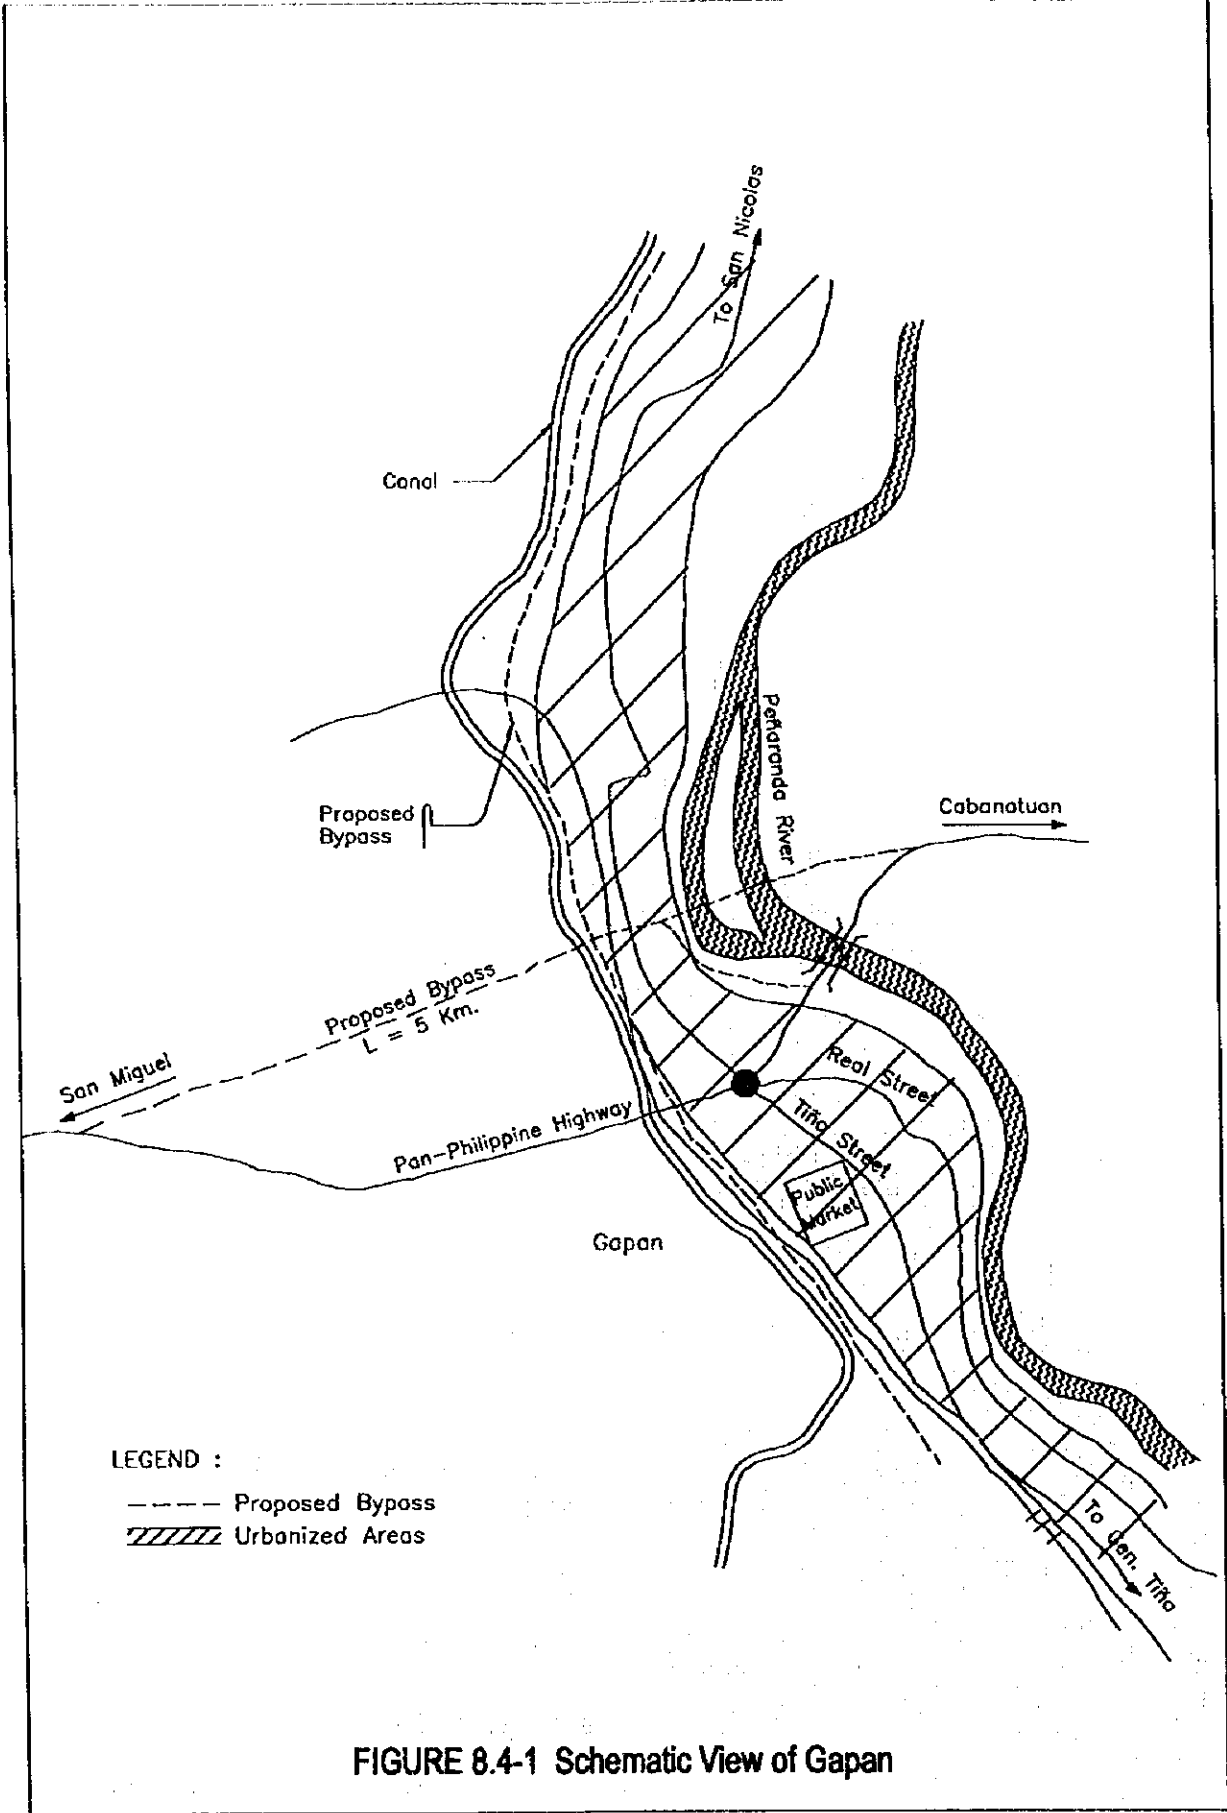 To San Nicolas
Canal
Peñaranda River
Proposed
Bypass
Cabanatuan
Proposed Bypass
L = 5 Km.
San Miguel
Real Street
Pan-Philippine Highway
Tiño Street
Public
Market
Gapan
LEGEND :
Proposed Bypass
Urbanized Areas
To Gen. Tiño
FIGURE 8.4-1 Schematic View of Gapan